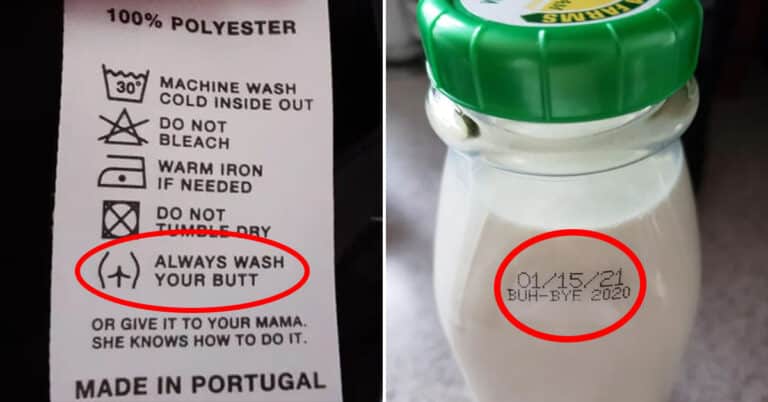 100% POLYESTER
30°
MACHINE WASH
COLD INSIDE OUT
DO NOT
BLEACH
WARM IRON
IF NEEDED
DO NOT
TUMBLE DRY
ALWAYS WASH
YOUR BUTT
OR GIVE IT TO YOUR MAMA.
SHE KNOWS HOW TO DO IT.
MADE IN PORTUGAL
FARMS
01/15/21
BUH-BYE 2020